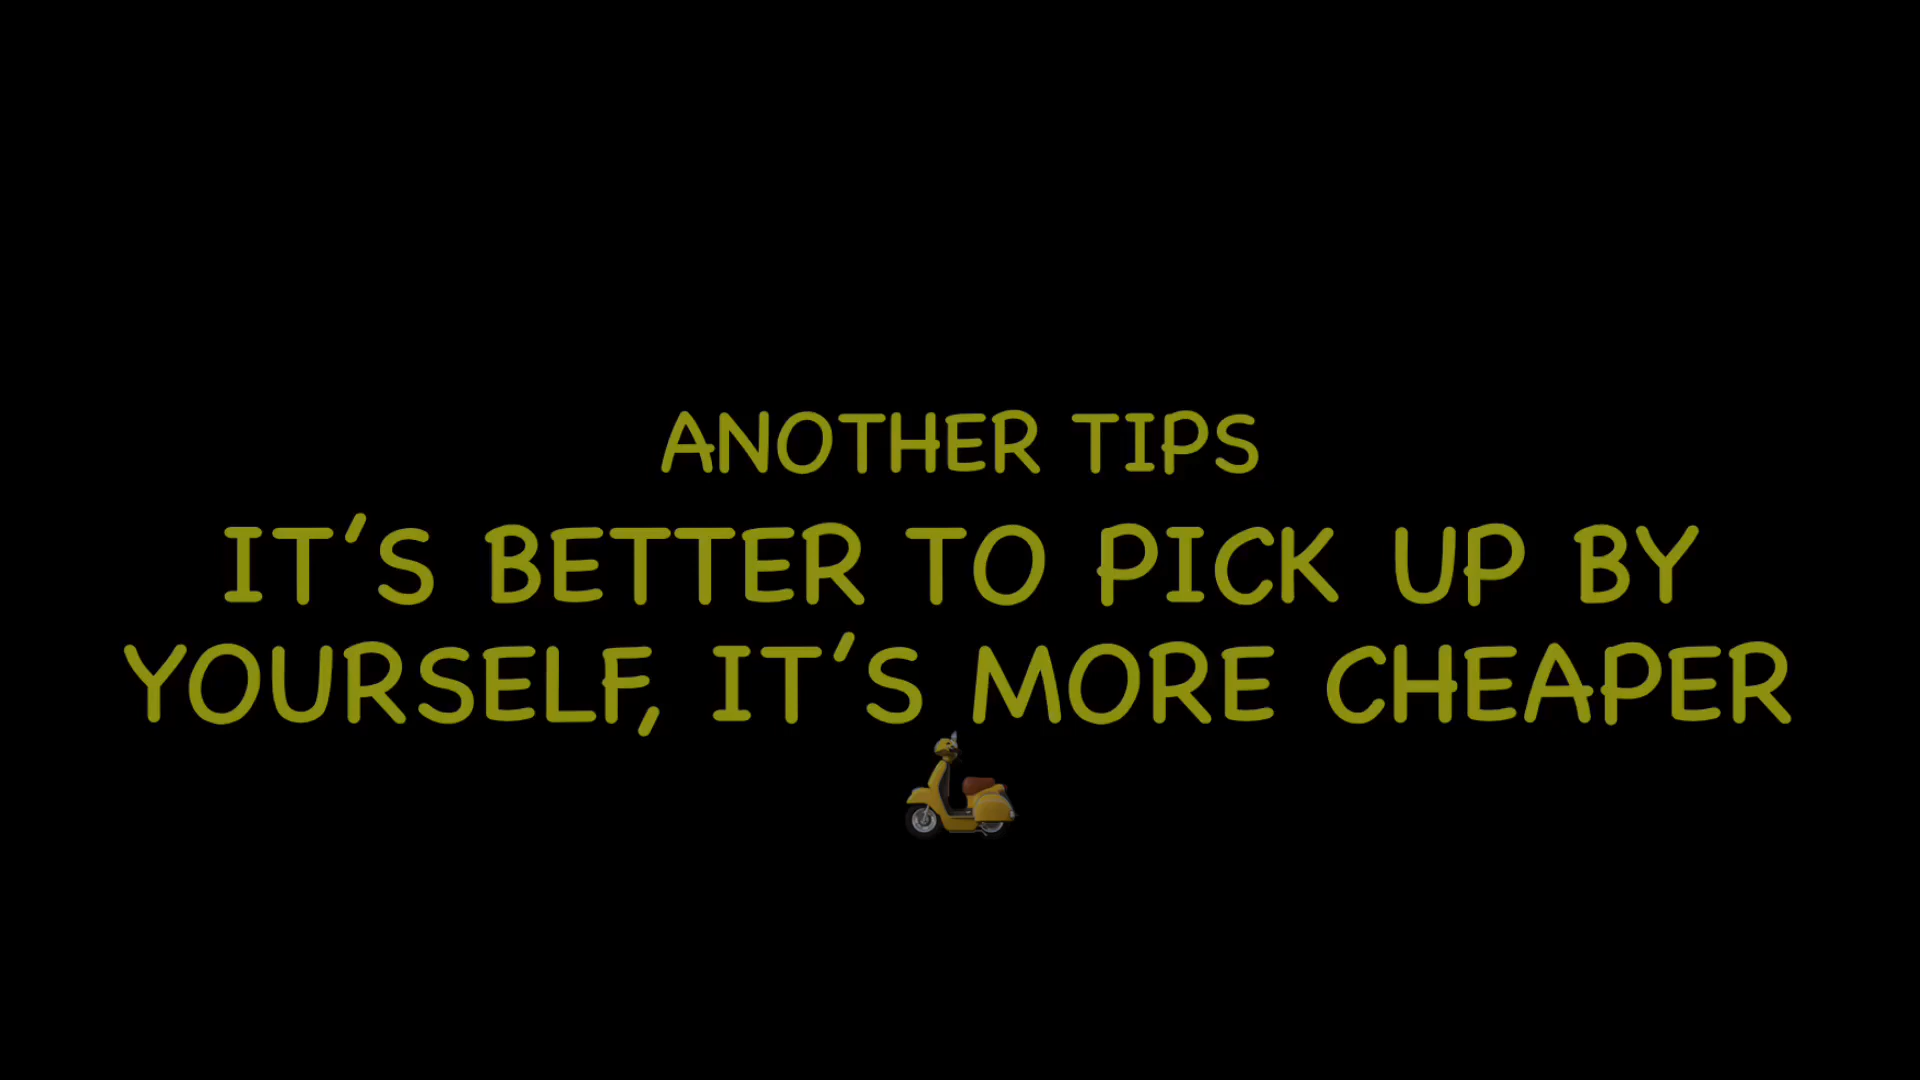 ANOTHER TIPS
IT'S BETTER TO PICK UP BY
YOURSELF, IT'S MORE CHEAPER